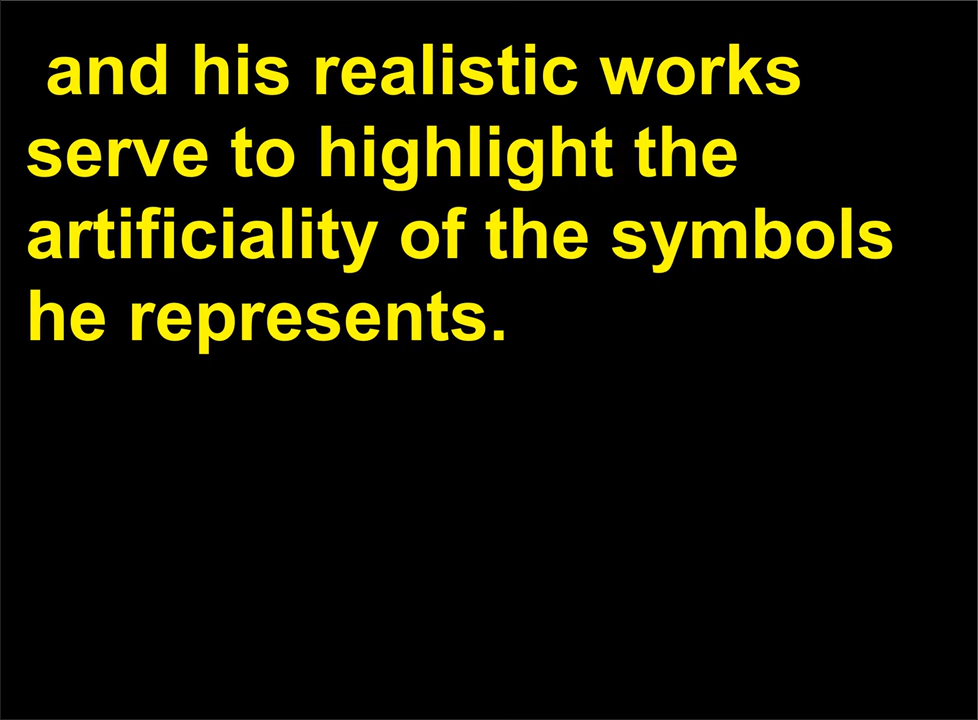 and his realistic works
serve to highlight the
artificiality of the symbols
he represents.